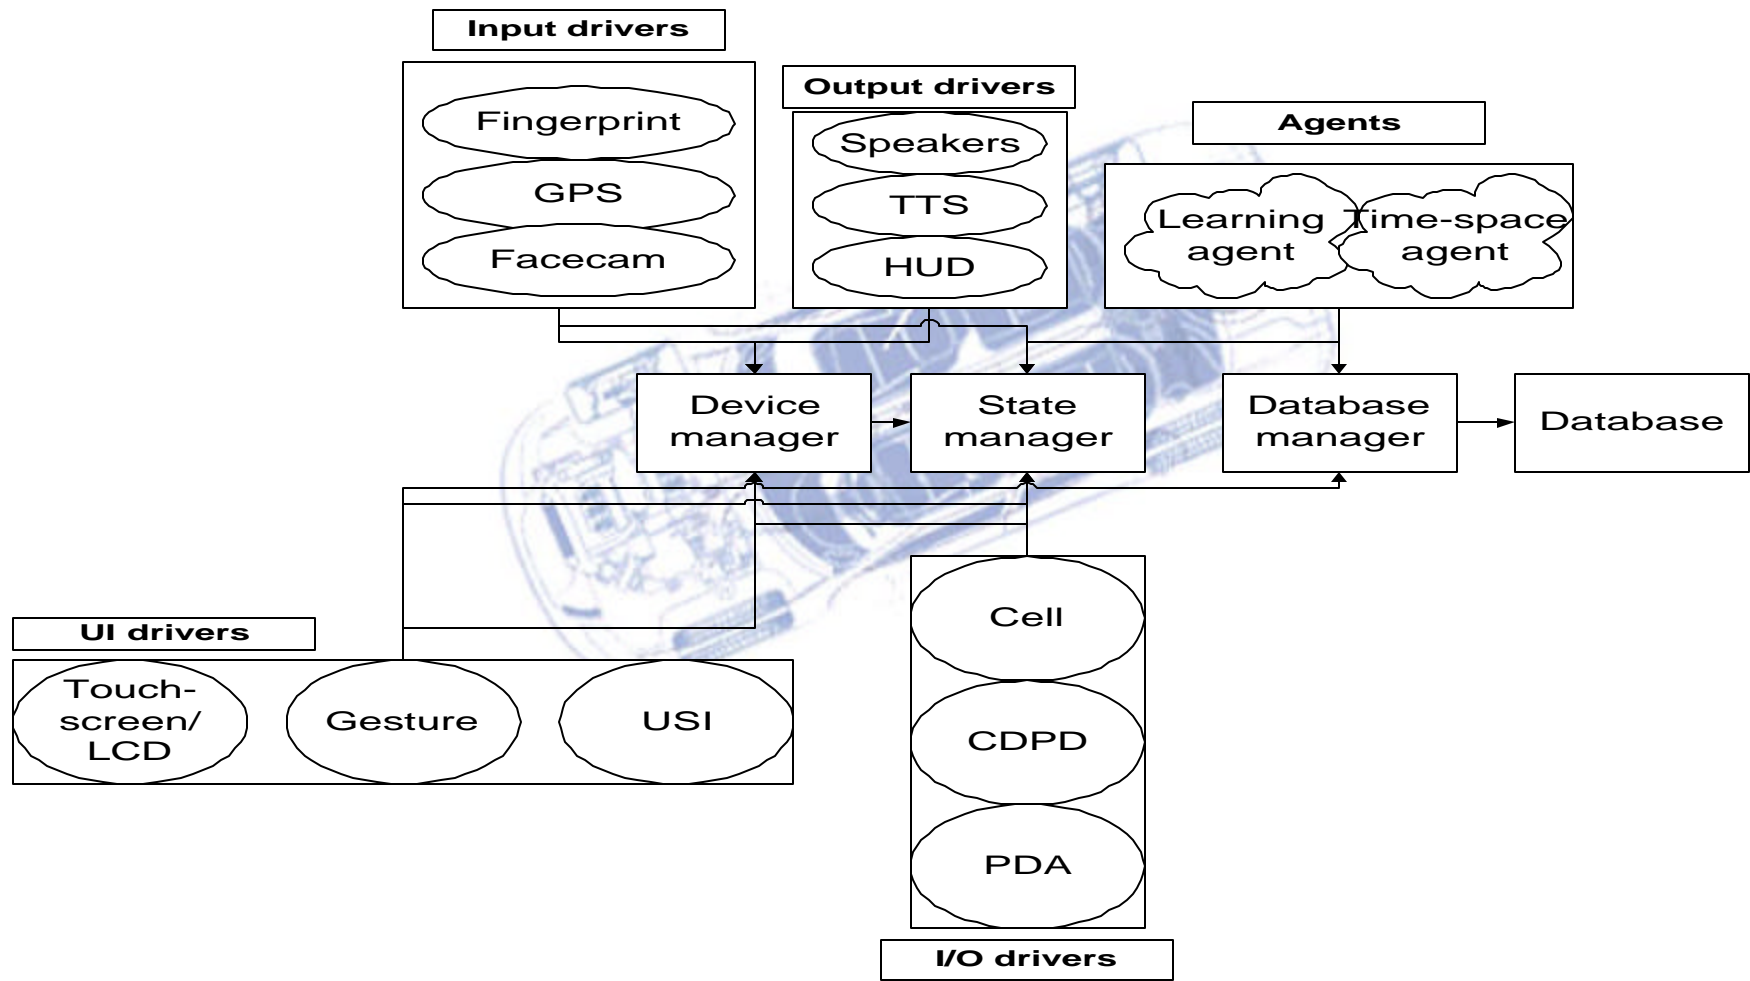 Input drivers
Fingerprint
GPS
Facecam
Output drivers
Speakers
TTS
HUD
Agents
Learning
agent
Time-space
agent
Device
manager
State
manager
Database
manager
Database
UI drivers
Touch-
screen/
LCD
Gesture
USI
Cell
CDPD
PDA
I/O drivers